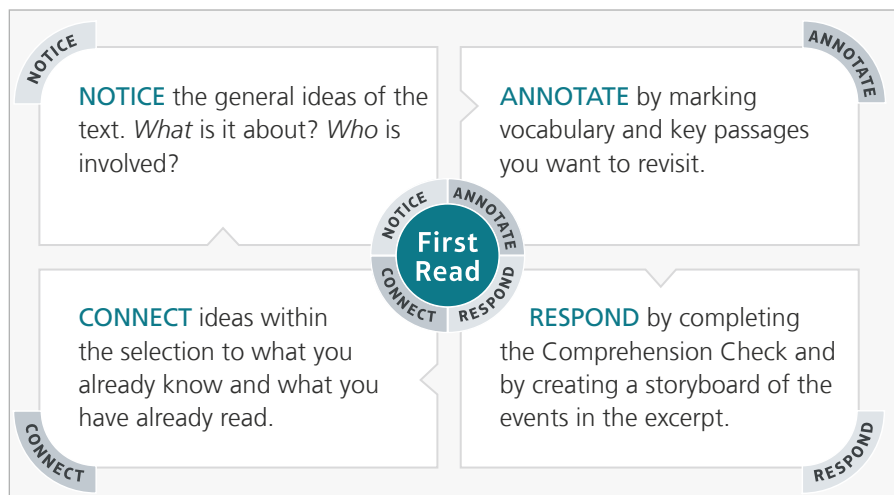 NOTICE
NOTICE the general ideas of the
text. What is it about? Who is
involved?
ANNOTATE
ANNOTATE by marking
vocabulary and key passages
you want to revisit.
NOTICE
ANNOTATE
First
Read
CONNECT
RESPOND
CONNECT ideas within
the selection to what you
already know and what you
have already read.
CONNECT
RESPOND by completing
the Comprehension Check and
by creating a storyboard of the
events in the excerpt.
RESPOND